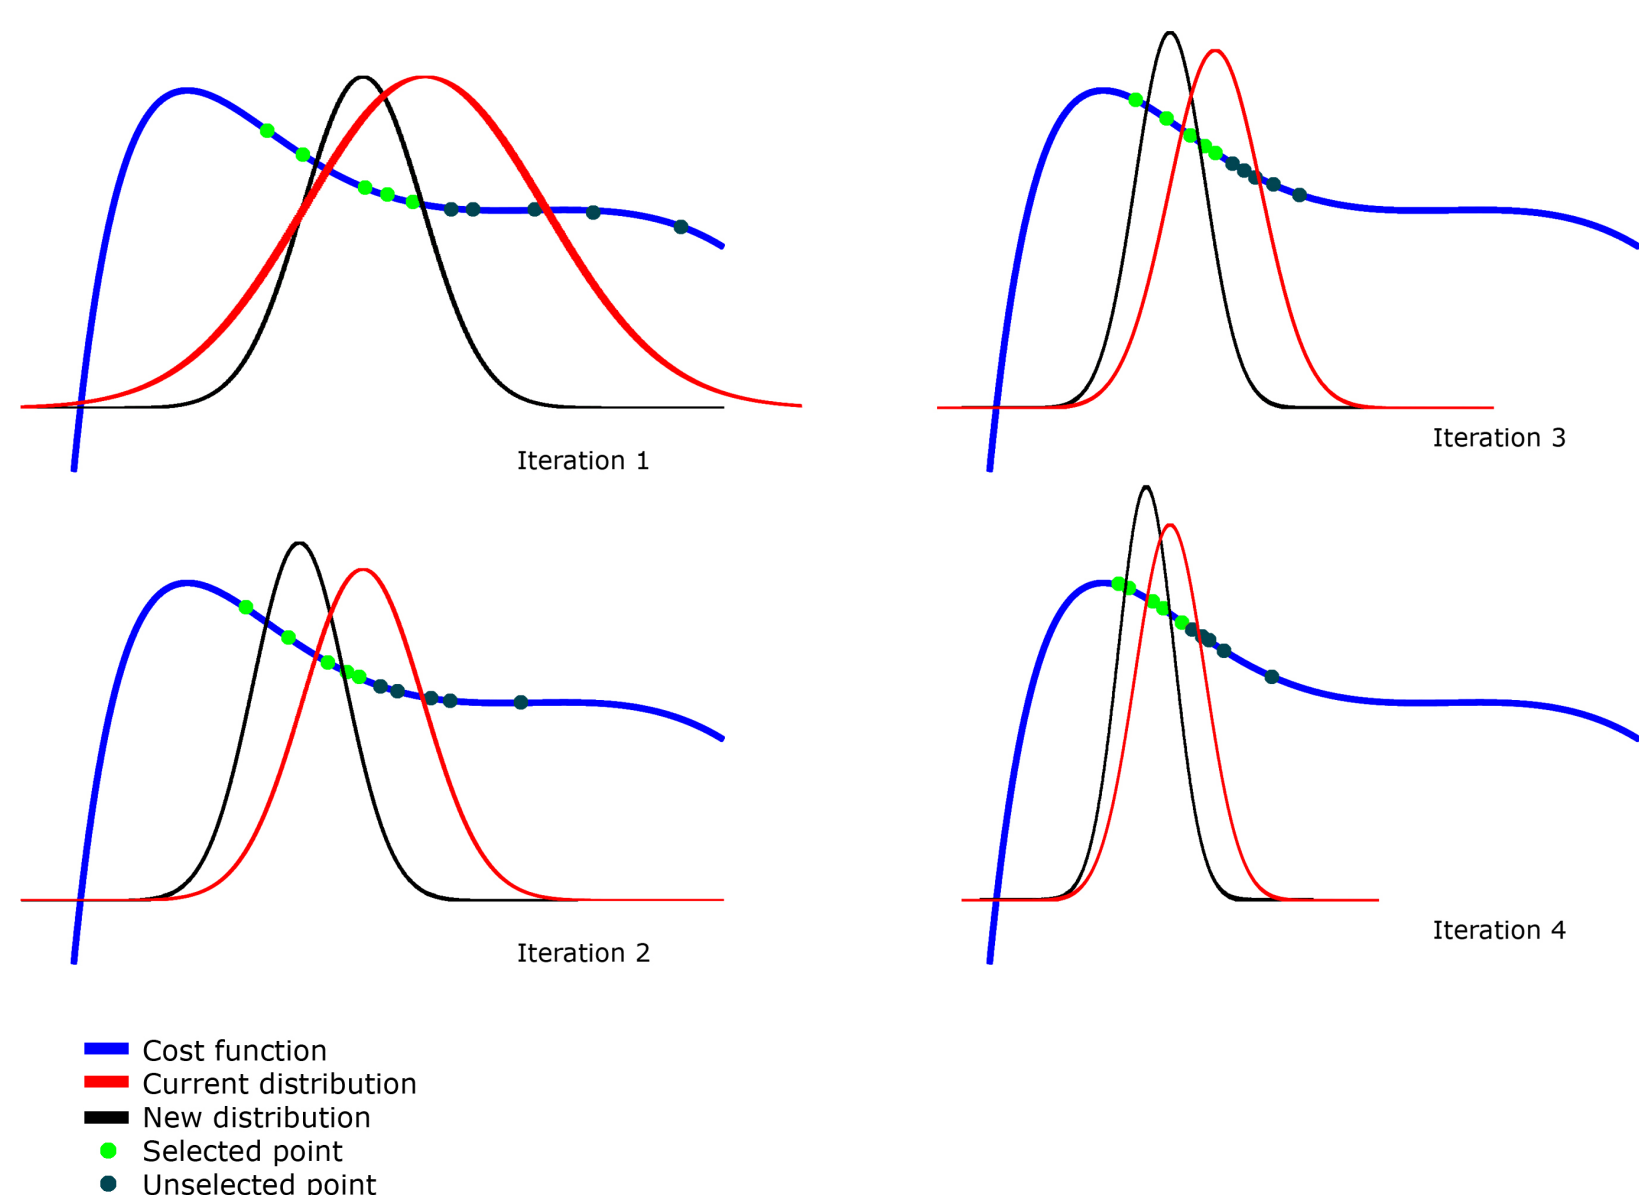 Iteration 1
Iteration 3
Iteration 2
Iteration 4
Cost function
Current distribution
New distribution
Selected point
Unselected point